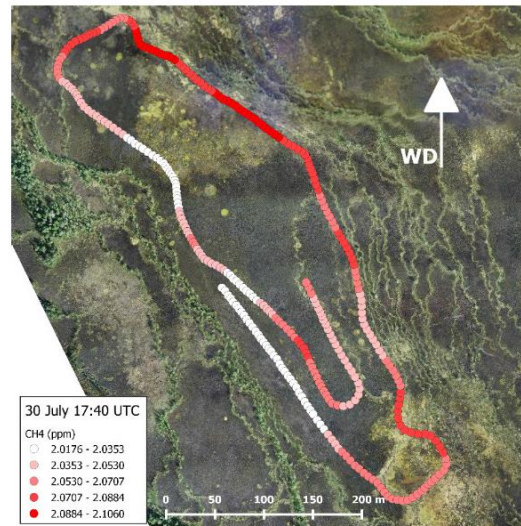 WD
30 July 17:40 UTC
CH4 (ppm)
2.0176 - 2.0353
2.0353 - 2.0530
2.0530 - 2.0707
2.0707 - 2.0884
2.0884 - 2.1060
0 50 100 150 200 m